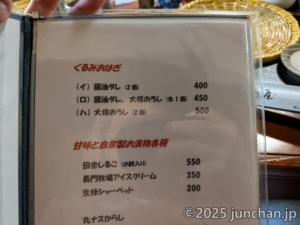 くるみおはぎ
(イ) 醤油ダレ (2個) 400
(ロ) 醤油ダレ、大根おろし (各1個) 450
(ハ) 大根おろし (2個) 500
甘味と自家製お漬物各種
田舎しるこ (お餅入り) 550
長門牧場アイスクリーム 350
生柿シャーベット 200
丸ナスからし
©2025 junchan.jp